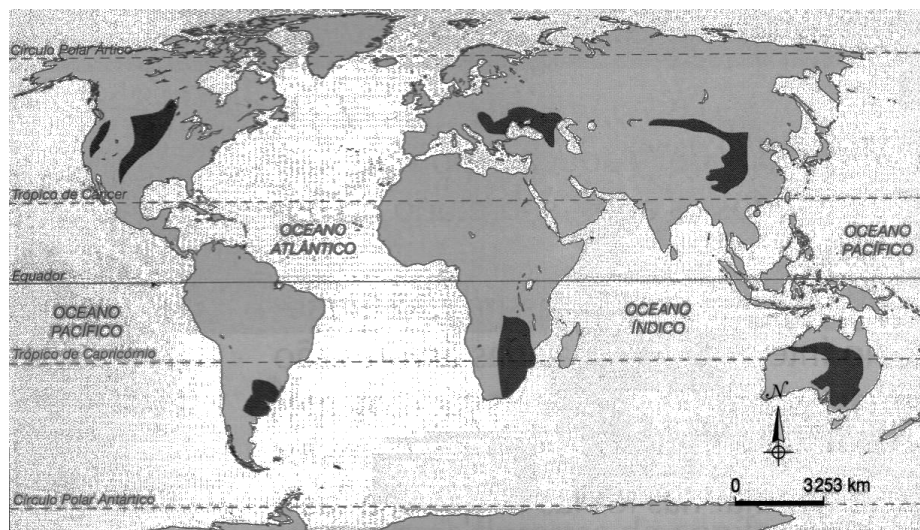 Círculo Polar Ártico
Trópico de Câncer
OCEANO
ATLÂNTICO
OCEANO
PACÍFICO
Equador
OCEANO
PACÍFICO
OCEANO
ÍNDICO
Trópico de Capricórnio
N
0 3253 km
Círculo Polar Antártico